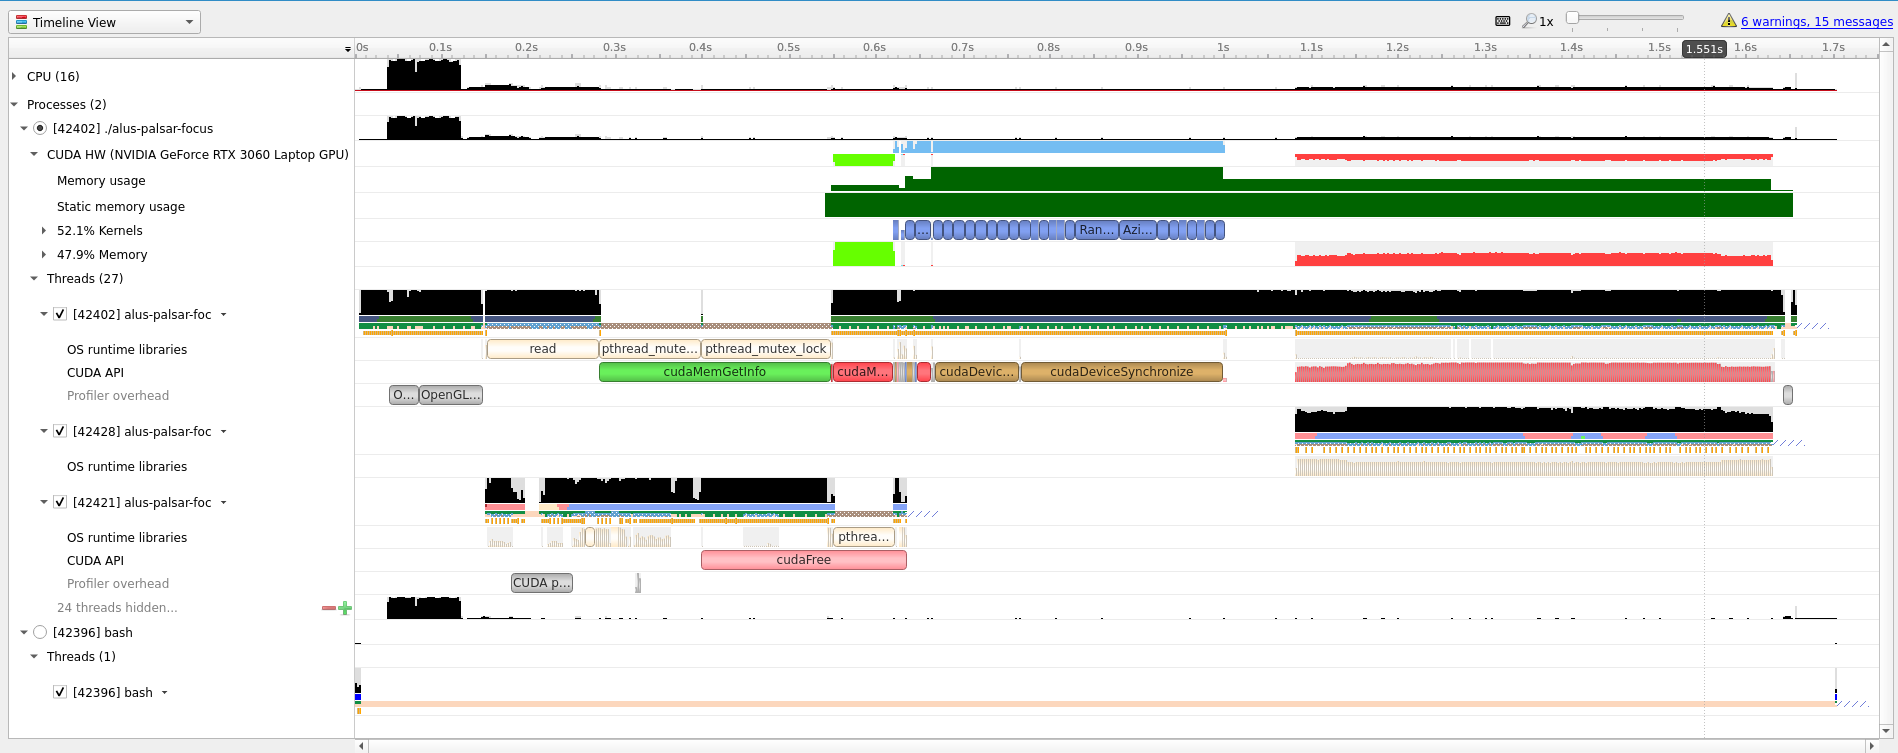 Timeline View
1x
6 warnings, 15 messages
0s 0.1s 0.2s 0.3s 0.4s 0.5s 0.6s 0.7s 0.8s 0.9s 1s 1.1s 1.2s 1.3s 1.4s 1.5s 1.551s 1.6s 1.7s
CPU (16)
Processes (2)
[42402] ./alus-palsar-focus
CUDA HW (NVIDIA GeForce RTX 3060 Laptop GPU)
Memory usage
Static memory usage
52.1% Kernels
... Ran... Azi...
47.9% Memory
Threads (27)
[42402] alus-palsar-foc
OS runtime libraries
read pthread_mute... pthread_mutex_lock
CUDA API
cudaMemGetInfo cudaM... cudaDevic... cudaDeviceSynchronize
Profiler overhead
O... OpenGL...
[42428] alus-palsar-foc
OS runtime libraries
[42421] alus-palsar-foc
OS runtime libraries
pthrea...
CUDA API
cudaFree
Profiler overhead
CUDA p...
24 threads hidden...
[42396] bash
Threads (1)
[42396] bash